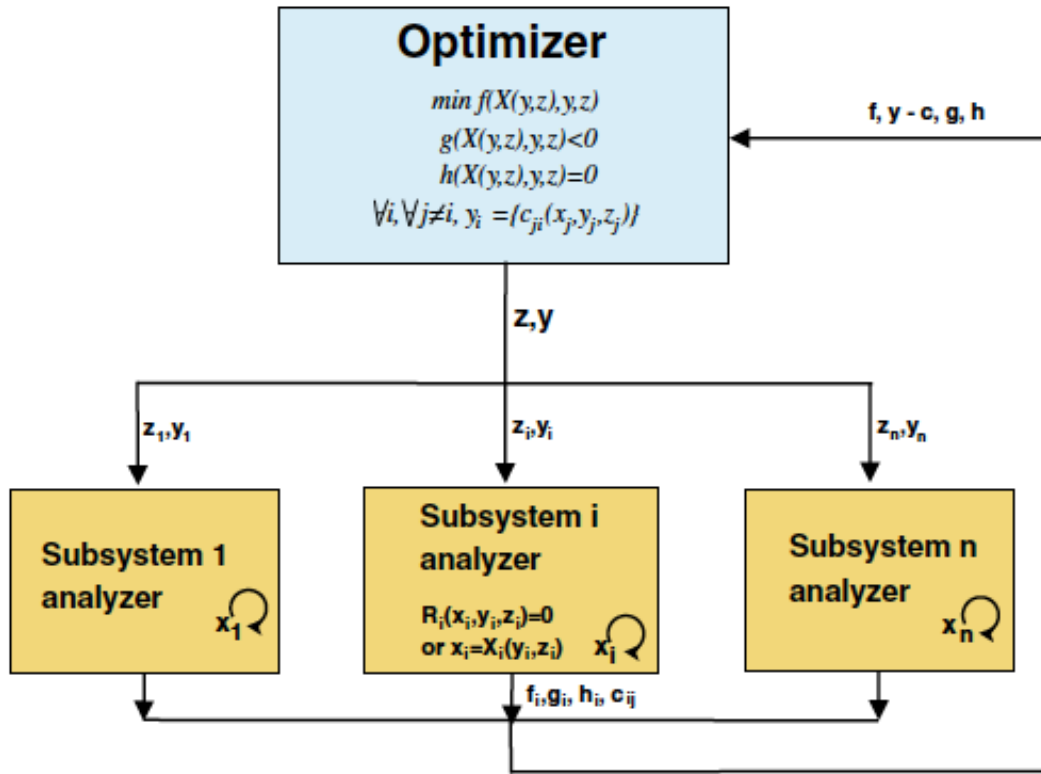 Optimizer
min f(X(y,z),y,z)
g(X(y,z),y,z)<0
h(X(y,z),y,z)=0
∀i,∀j≠i, yᵢ ={cⱼᵢ(xⱼ,yⱼ,zⱼ)}
f, y - c, g, h
z,y
z₁,y₁
zᵢ,yᵢ
zₙ,yₙ
Subsystem 1
analyzer
x₁
Subsystem i
analyzer
Rᵢ(xᵢ,yᵢ,zᵢ)=0
or xᵢ=Xᵢ(yᵢ,zᵢ)
xᵢ
Subsystem n
analyzer
xₙ
fᵢ,gᵢ, hᵢ, cᵢⱼ